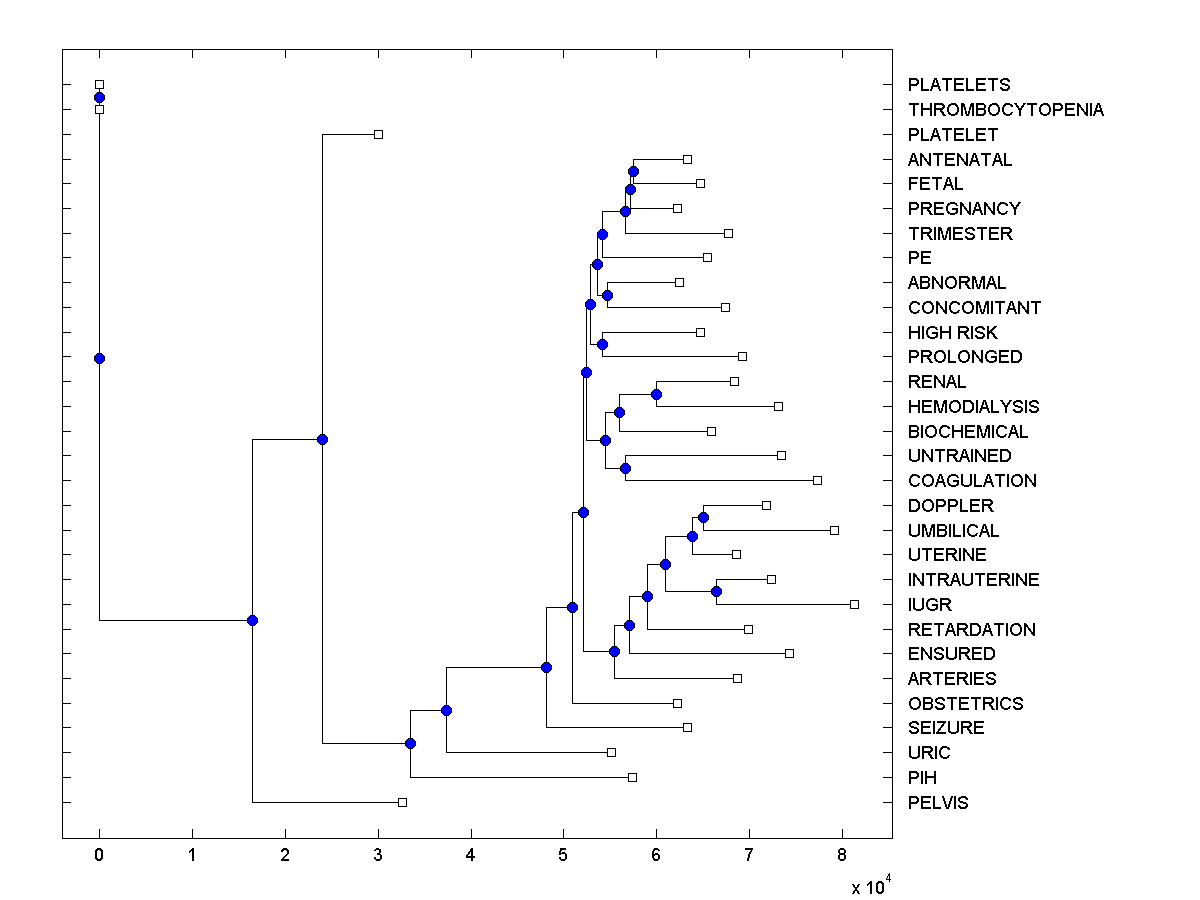 PLATELETS
THROMBOCYTOPENIA
PLATELET
ANTENATAL
FETAL
PREGNANCY
TRIMESTER
PE
ABNORMAL
CONCOMITANT
HIGH RISK
PROLONGED
RENAL
HEMODIALYSIS
BIOCHEMICAL
UNTRAINED
COAGULATION
DOPPLER
UMBILICAL
UTERINE
INTRAUTERINE
IUGR
RETARDATION
ENSURED
ARTERIES
OBSTETRICS
SEIZURE
URIC
PIH
PELVIS
0 1 2 3 4 5 6 7 8
x 10^4